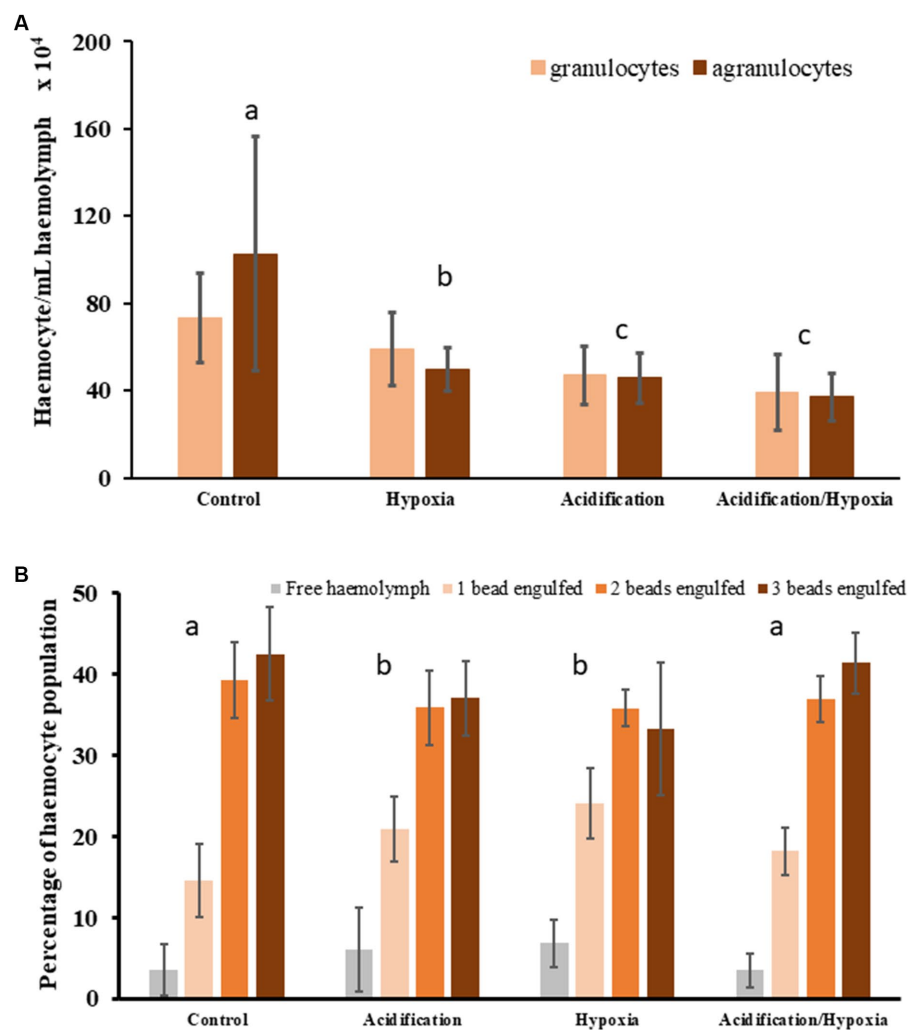 A
Haemocyte/mL haemolymph x 10⁴
200
160
120
80
40
0
granulocytes agranulocytes
a
b
c
c
Control Hypoxia Acidification Acidification/Hypoxia
B
Percentage of haemocyte population
50
40
30
20
10
0
Free haemolymph 1 bead engulfed 2 beads engulfed 3 beads engulfed
a
b
b
a
Control Acidification Hypoxia Acidification/Hypoxia